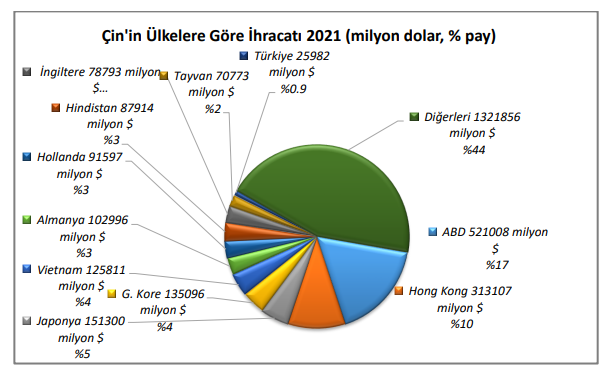 Çin'in Ülkelere Göre İhracatı 2021 (milyon dolar, % pay)
İngiltere 78793 milyon
$...
Tayvan 70773
milyon $
%2
Türkiye 25982
milyon $
%0.9
Hindistan 87914
milyon $
%3
Hollanda 91597
milyon $
%3
Almanya 102996
milyon $
%3
Vietnam 125811
milyon $
%4
G. Kore 135096
milyon $
%4
Japonya 151300
milyon $
%5
Diğerleri 1321856
milyon $
%44
ABD 521008 milyon
$
%17
Hong Kong 313107
milyon $
%10